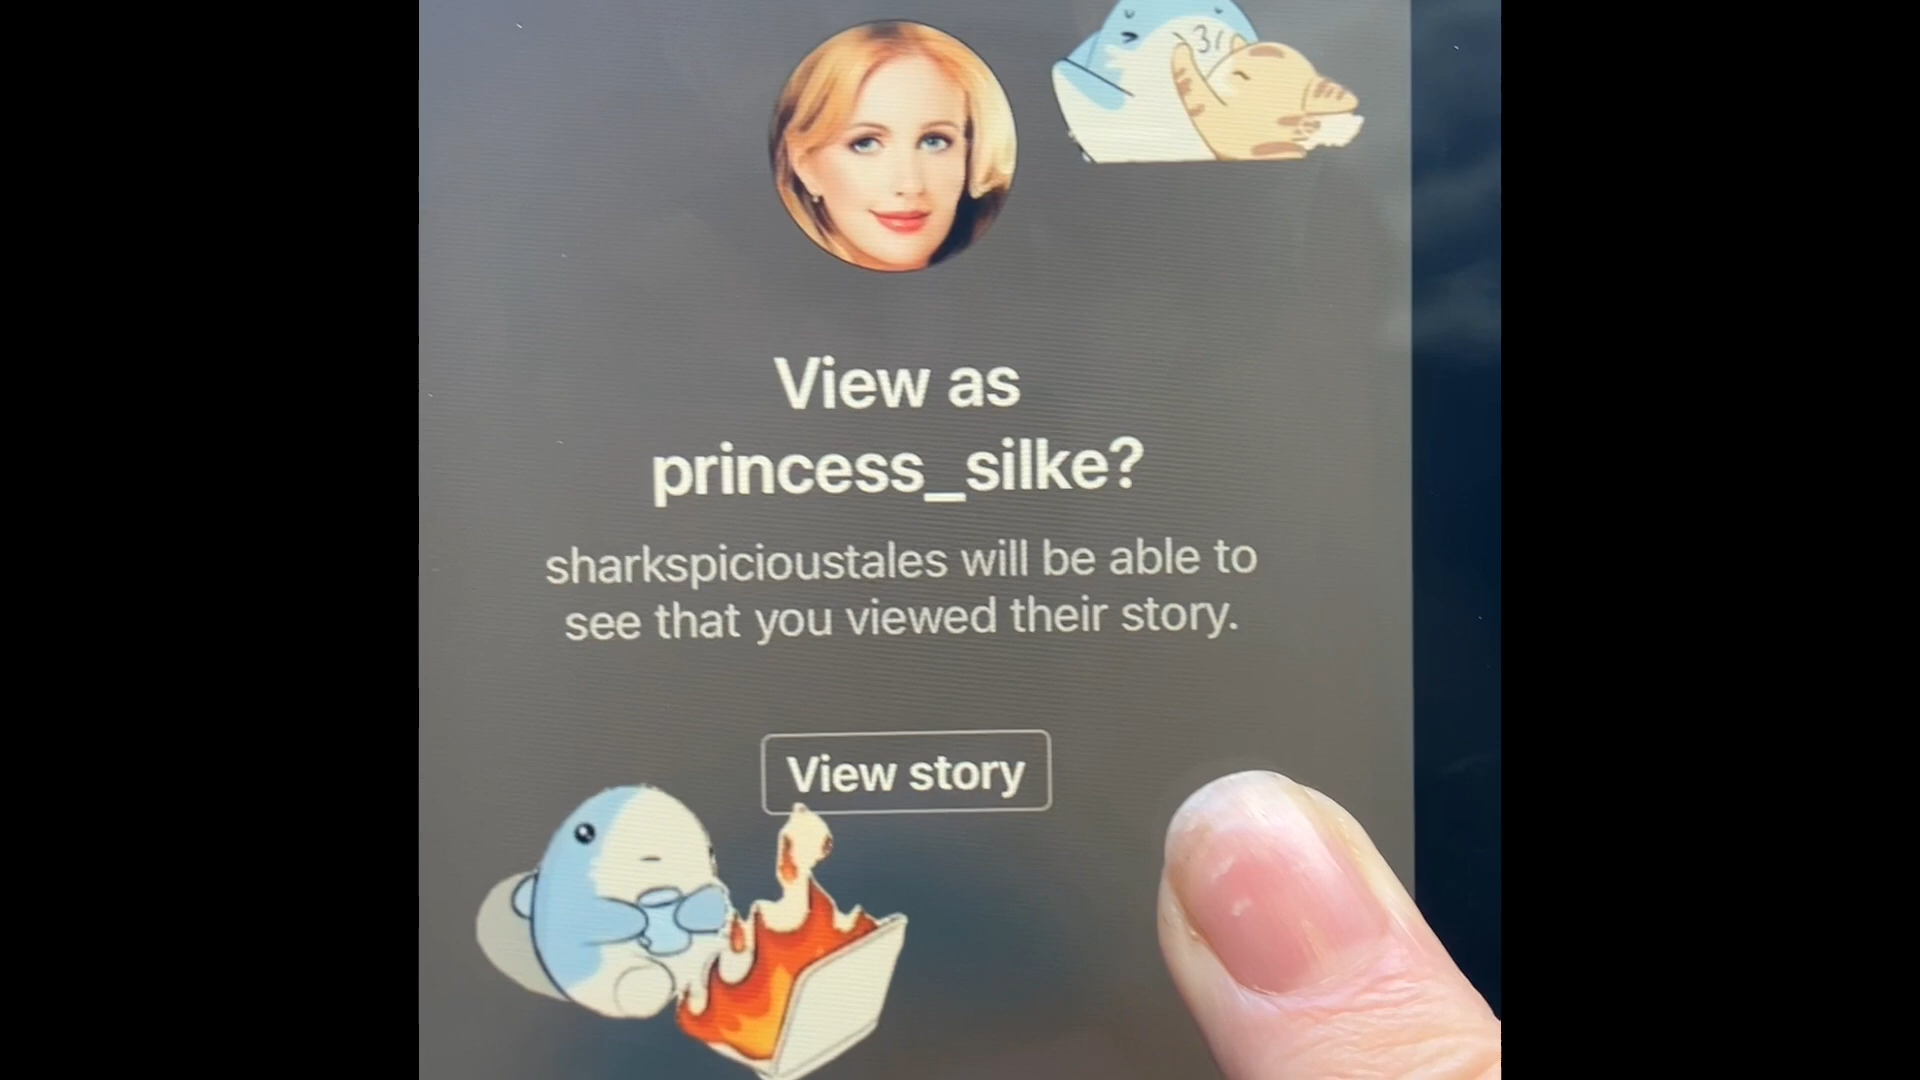 View as
princess_silke?
sharkspicioustales will be able to
see that you viewed their story.
View story